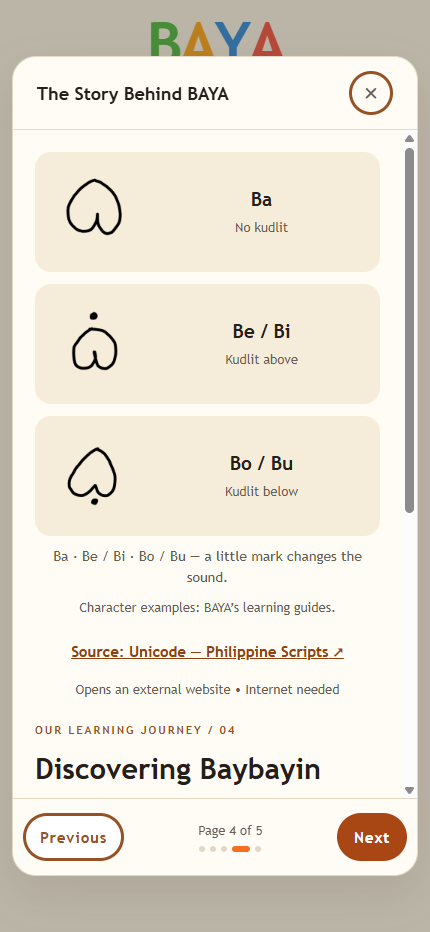 BAYA
The Story Behind BAYA
Ba
No kudlit
Be / Bi
Kudlit above
Bo / Bu
Kudlit below
Ba · Be / Bi · Bo / Bu — a little mark changes the
sound.
Character examples: BAYA’s learning guides.
Source: Unicode — Philippine Scripts ↗
Opens an external website • Internet needed
OUR LEARNING JOURNEY / 04
Discovering Baybayin
Previous
Page 4 of 5
Next